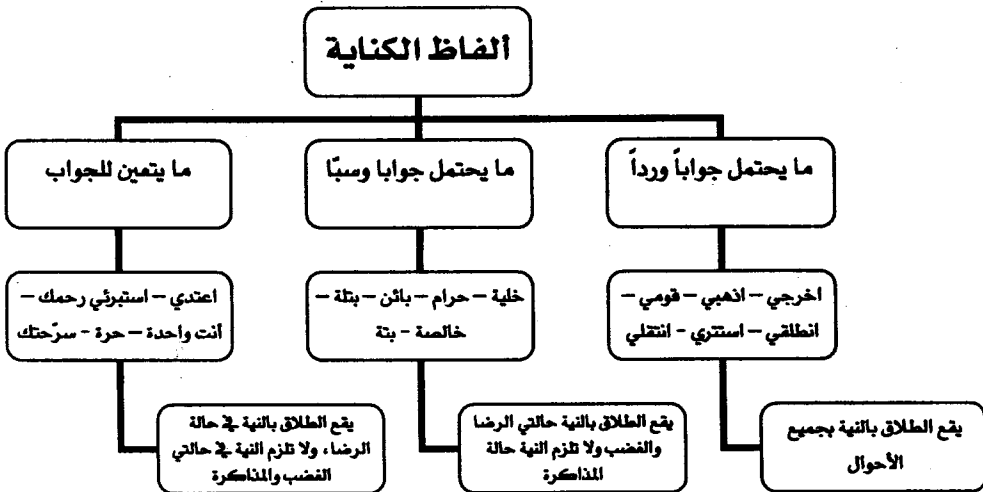 ألفاظ الكناية
ما يحتمل جواباً ورداً
ما يحتمل جوابا وسبّا
ما يتعين للجواب
اخرجي – اذهبي – قومي –
انطلقي – استتري - انتقلي
خلية – حرام – بائن – بتلة –
خالصة - بتة
اعتدي – استبرئي رحمك –
أنت واحدة – حرة - سرّحتك
يقع الطلاق بالنية بجميع
الأحوال
يقع الطلاق بالنية حالتي الرضا
والغضب ولا تلزم النية حالة
المذاكرة
يقع الطلاق بالنية في حالة
الرضا، ولا تلزم النية في حالتي
الغضب والمذاكرة